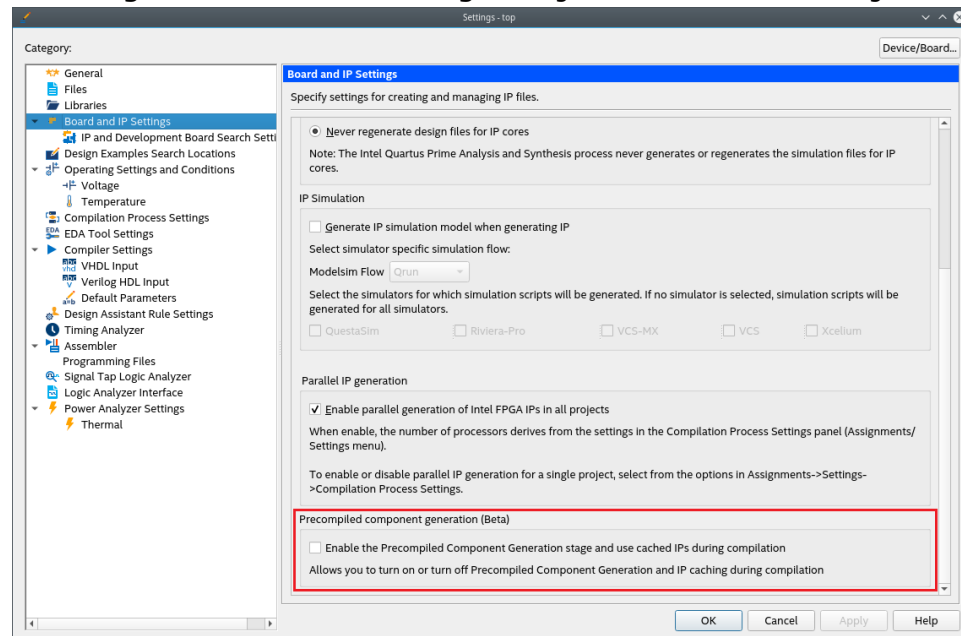 Settings - top
Category:
Device/Board...
General
Files
Libraries
Board and IP Settings
IP and Development Board Search Setti
Design Examples Search Locations
Operating Settings and Conditions
Voltage
Temperature
Compilation Process Settings
EDA Tool Settings
Compiler Settings
VHDL Input
Verilog HDL Input
Default Parameters
Design Assistant Rule Settings
Timing Analyzer
Assembler
Programming Files
Signal Tap Logic Analyzer
Logic Analyzer Interface
Power Analyzer Settings
Thermal
Board and IP Settings
Specify settings for creating and managing IP files.
Never regenerate design files for IP cores
Note: The Intel Quartus Prime Analysis and Synthesis process never generates or regenerates the simulation files for IP
cores.
IP Simulation
Generate IP simulation model when generating IP
Select simulator specific simulation flow:
Modelsim Flow Qrun
Select the simulators for which simulation scripts will be generated. If no simulator is selected, simulation scripts will be
generated for all simulators.
QuestaSim Riviera-Pro VCS-MX VCS Xcelium
Parallel IP generation
Enable parallel generation of Intel FPGA IPs in all projects
When enable, the number of processors derives from the settings in the Compilation Process Settings panel (Assignments/
Settings menu).
To enable or disable parallel IP generation for a single project, select from the options in Assignments->Settings-
>Compilation Process Settings.
Precompiled component generation (Beta)
Enable the Precompiled Component Generation stage and use cached IPs during compilation
Allows you to turn on or turn off Precompiled Component Generation and IP caching during compilation
OK Cancel Apply Help